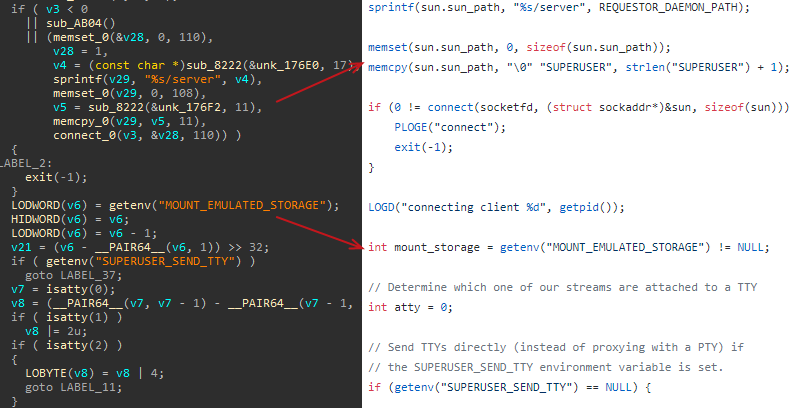 if ( v3 < 0
|| sub_AB04()
|| (memset_0(&v28, 0, 110),
v28 = 1,
v4 = (const char *)sub_8222(&unk_176E0, 17),
sprintf(v29, "%s/server", v4),
memset_0(v29, 0, 108),
v5 = sub_8222(&unk_176F2, 11),
memcpy_0(v29, v5, 11),
connect_0(v3, &v28, 110)) )
{
LABEL_2:
exit(-1);
}
LODWORD(v6) = getenv("MOUNT_EMULATED_STORAGE");
HIDWORD(v6) = v6;
LODWORD(v6) = v6 - 1;
v21 = (v6 - __PAIR64__(v6, 1)) >> 32;
if ( getenv("SUPERUSER_SEND_TTY") )
goto LABEL_37;
v7 = isatty(0);
v8 = (__PAIR64__(v7, v7 - 1) - __PAIR64__(v7 - 1,
if ( isatty(1) )
v8 |= 2u;
if ( isatty(2) )
{
LOBYTE(v8) = v8 | 4;
goto LABEL_11;
}
sprintf(sun.sun_path, "%s/server", REQUESTOR_DAEMON_PATH);
memset(sun.sun_path, 0, sizeof(sun.sun_path));
memcpy(sun.sun_path, "\0" "SUPERUSER", strlen("SUPERUSER") + 1);
if (0 != connect(socketfd, (struct sockaddr*)&sun, sizeof(sun)))
PLOGE("connect");
exit(-1);
}
LOGD("connecting client %d", getpid());
int mount_storage = getenv("MOUNT_EMULATED_STORAGE") != NULL;
// Determine which one of our streams are attached to a TTY
int atty = 0;
// Send TTYs directly (instead of proxying with a PTY) if
// the SUPERUSER_SEND_TTY environment variable is set.
if (getenv("SUPERUSER_SEND_TTY") == NULL) {